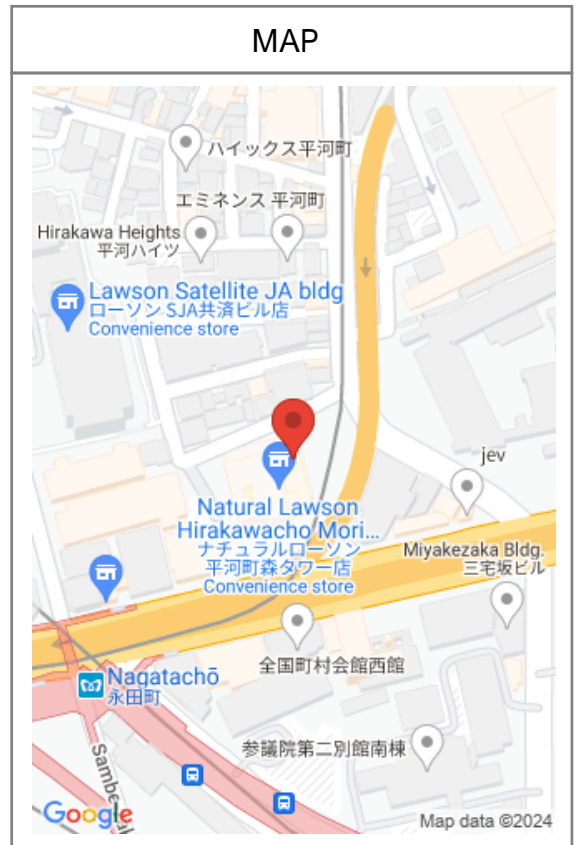 MAP
ハイックス平河町
エミネンス 平河町
Hirakawa Heights
平河ハイツ
Lawson Satellite JA bldg
ローソン SJA共済ビル店
Convenience store
jev
Natural Lawson
Hirakawacho Mori...
ナチュラルローソン
平河町森タワー店
Convenience store
Miyakezaka Bldg.
三宅坂ビル
全国町村会館西館
Nagatachō
永田町
参議院第二別館南棟
Google
Map data ©2024